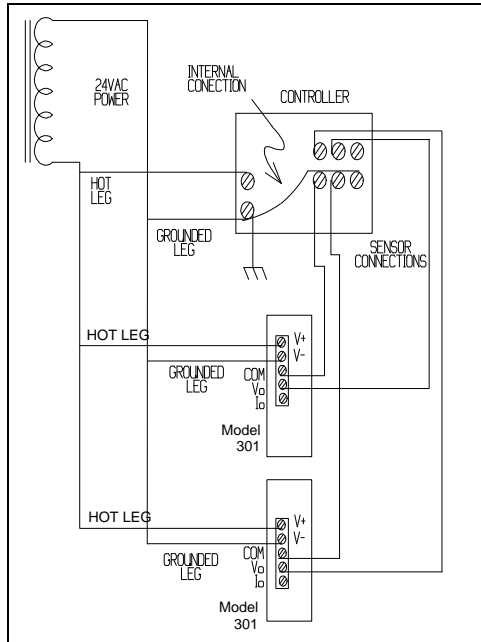 24VAC
POWER
INTERNAL
CONECTION
CONTROLLER
HOT
LEG
GROUNDED
LEG
SENSOR
CONNECTIONS
HOT LEG
V+
V-
GROUNDED
LEG
COM
Vo
Io
Model
301
HOT LEG
V+
V-
GROUNDED
LEG
COM
Vo
Io
Model
301